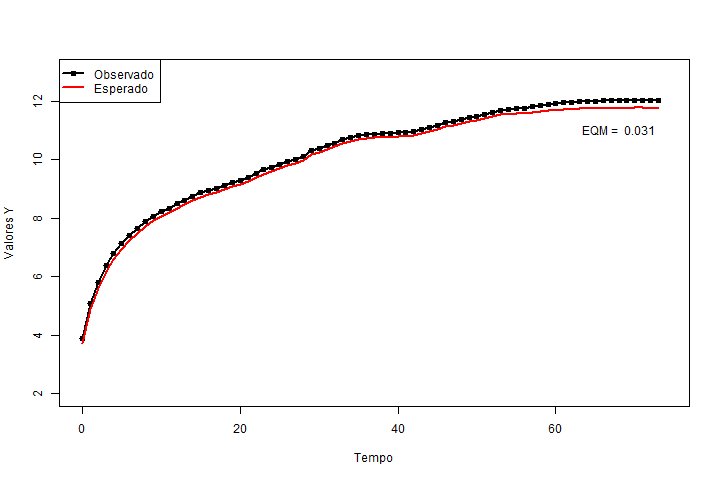 Observado
Esperado
EQM = 0.031
Valores Y
12
10
8
6
4
2
0
20
40
60
Tempo